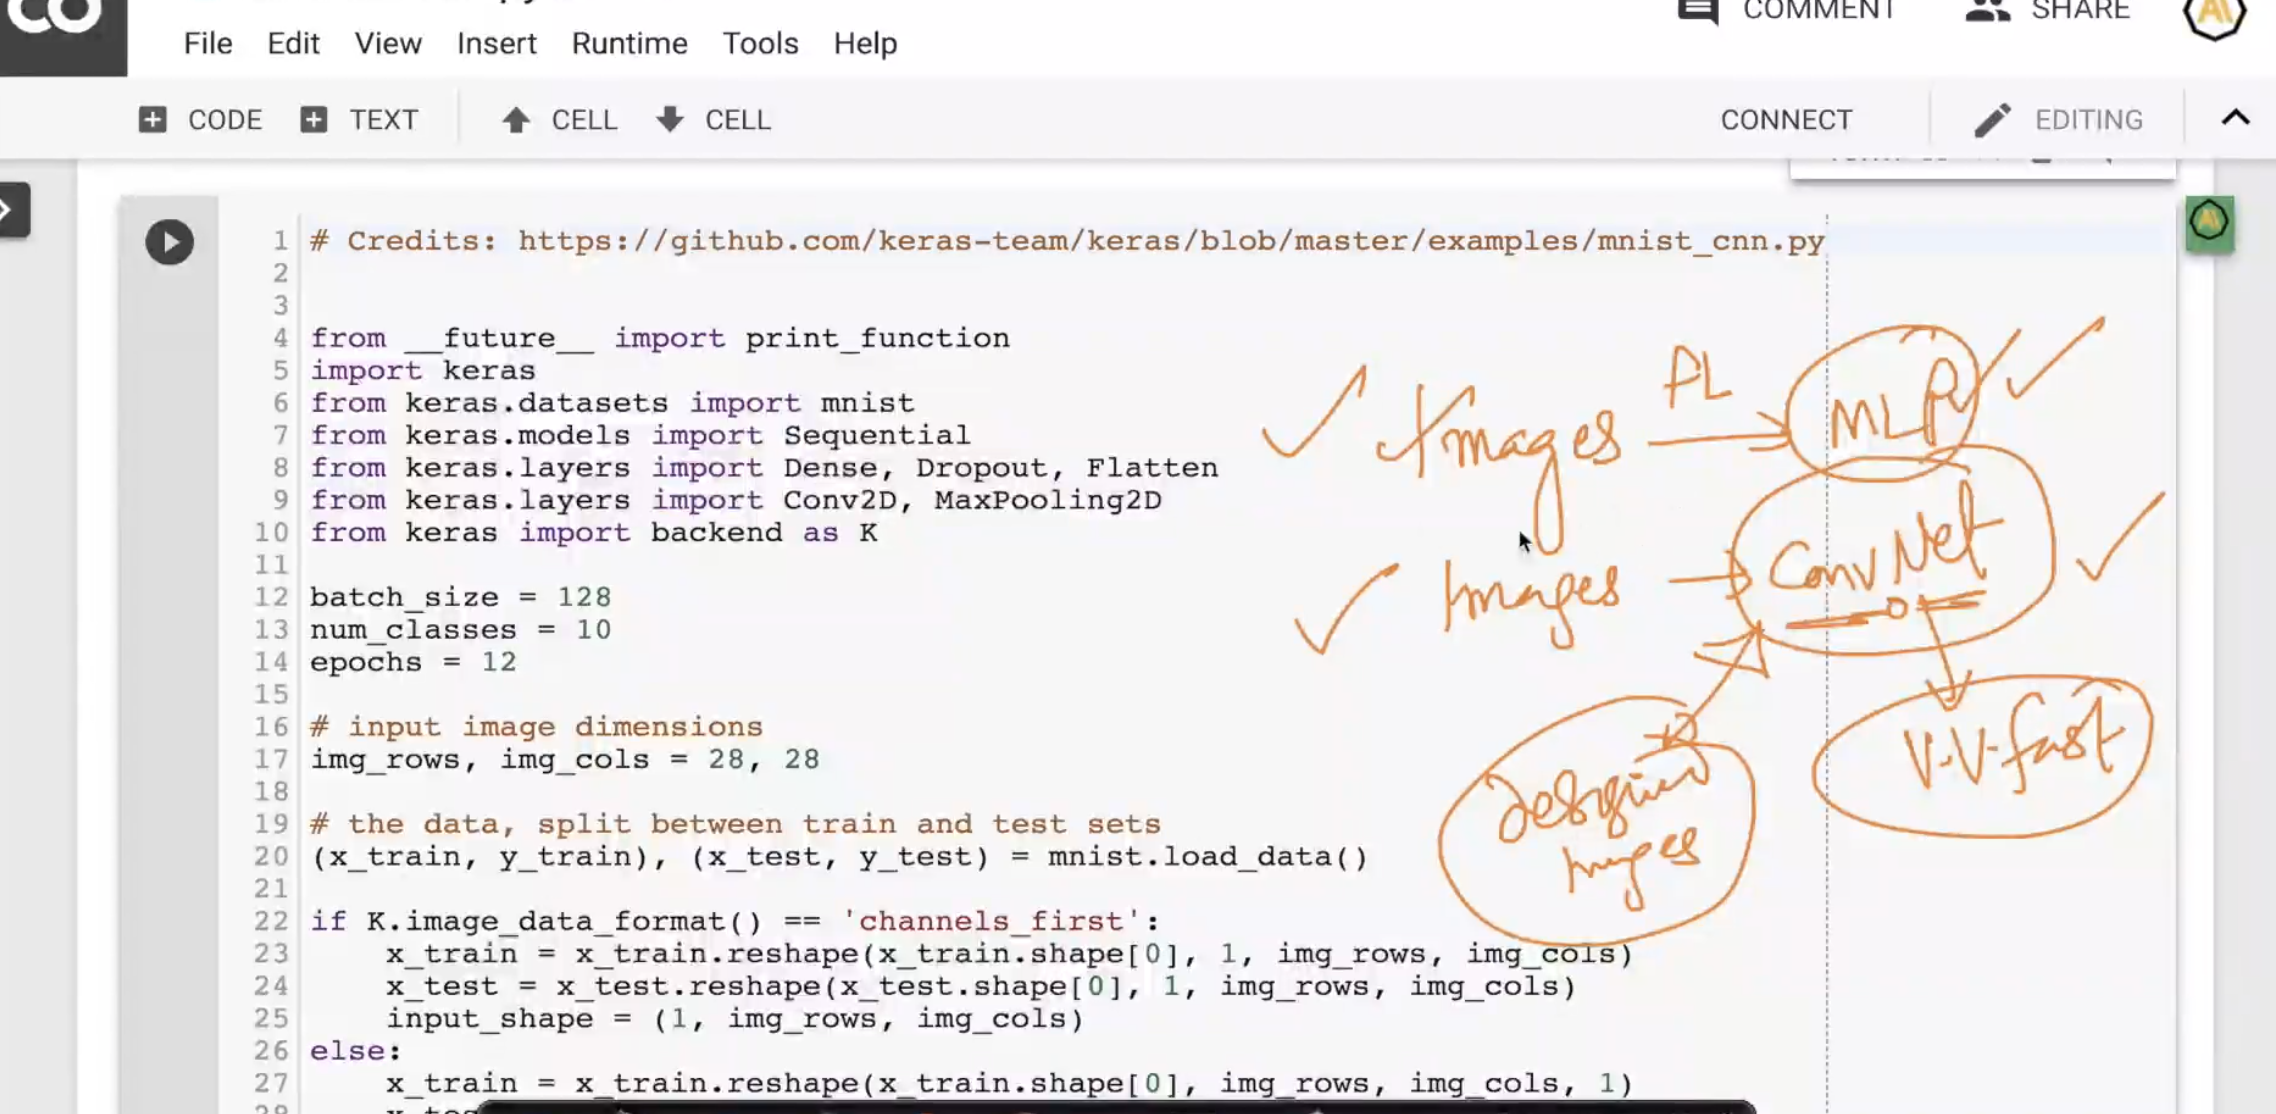 CO
COMMENT SHARE
File Edit View Insert Runtime Tools Help
CODE TEXT CELL CELL CONNECT EDITING
1 # Credits: https://github.com/keras-team/keras/blob/master/examples/mnist_cnn.py
2
3
4 from __future__ import print_function
5 import keras
6 from keras.datasets import mnist
7 from keras.models import Sequential
8 from keras.layers import Dense, Dropout, Flatten
9 from keras.layers import Conv2D, MaxPooling2D
10 from keras import backend as K
11
12 batch_size = 128
13 num_classes = 10
14 epochs = 12
15
16 # input image dimensions
17 img_rows, img_cols = 28, 28
18
19 # the data, split between train and test sets
20 (x_train, y_train), (x_test, y_test) = mnist.load_data()
21
22 if K.image_data_format() == 'channels_first':
23 x_train = x_train.reshape(x_train.shape[0], 1, img_rows, img_cols)
24 x_test = x_test.reshape(x_test.shape[0], 1, img_rows, img_cols)
25 input_shape = (1, img_rows, img_cols)
26 else:
27 x_train = x_train.reshape(x_train.shape[0], img_rows, img_cols, 1)
Images MLP
Images ConvNet
V.V.fast
Images